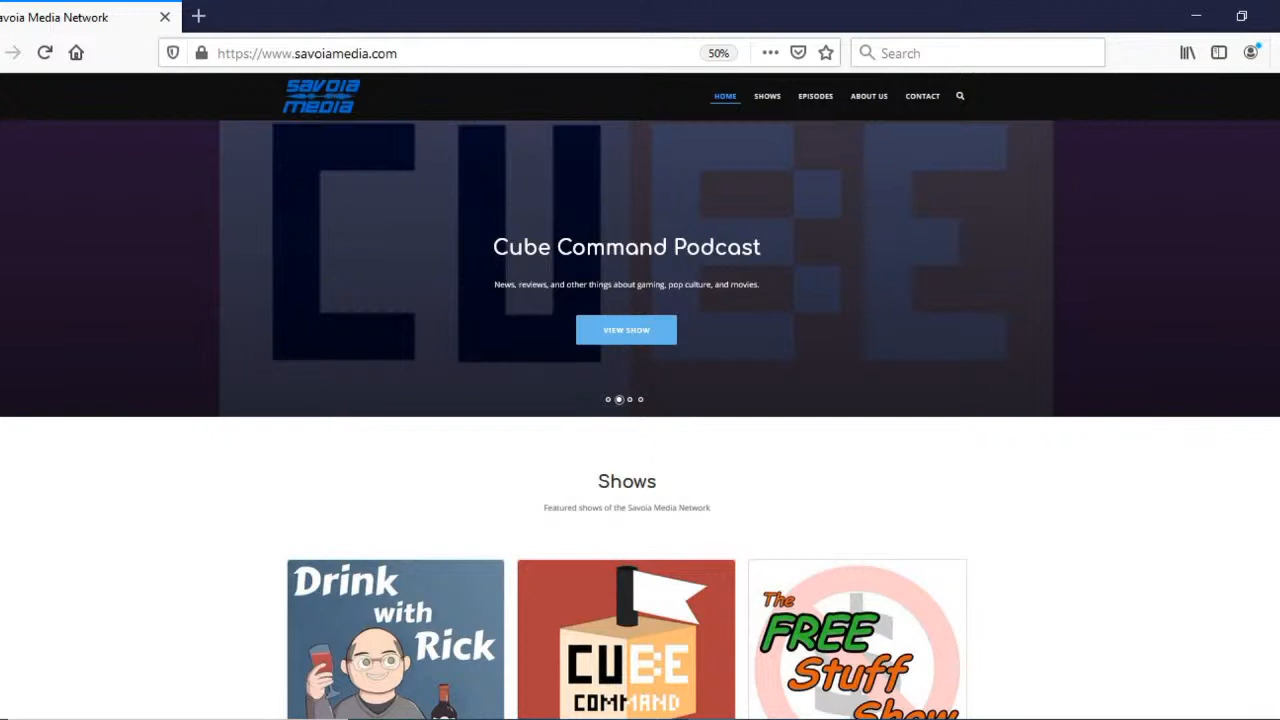 avoia Media Network
https://www.savoiamedia.com
50%
Search
savoia
media
HOME
SHOWS
EPISODES
ABOUT US
CONTACT
CUBE
Cube Command Podcast
News, reviews, and other things about gaming, pop culture, and movies.
VIEW SHOW
Shows
Featured shows of the Savoia Media Network
Drink
with
Rick
CUBE
COMMAND
The
FREE
Stuff
Show